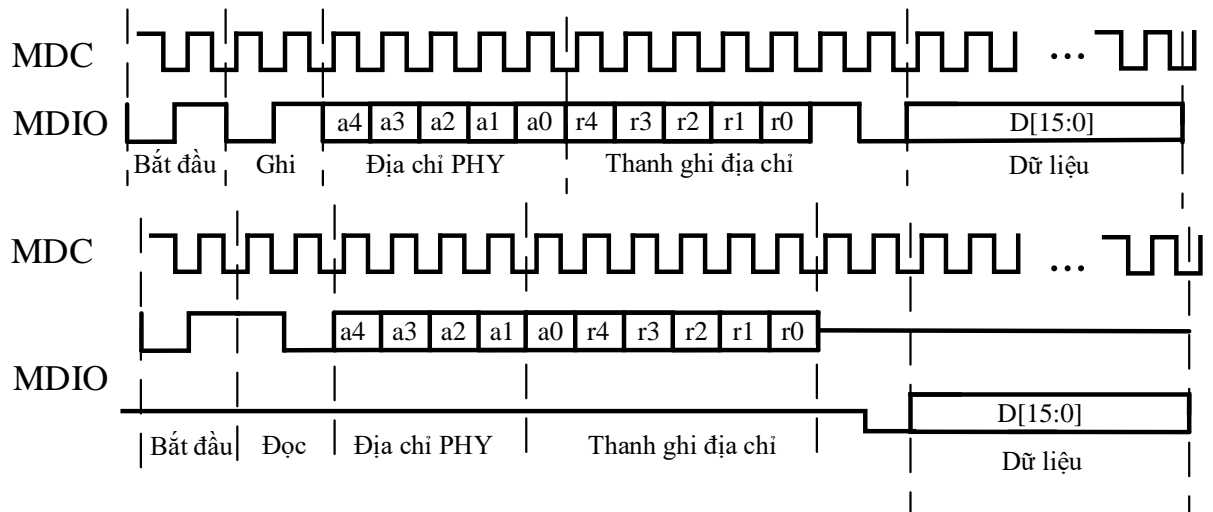 MDC ...
MDIO a4 a3 a2 a1 a0 r4 r3 r2 r1 r0 D[15:0]
Bắt đầu Ghi Địa chỉ PHY Thanh ghi địa chỉ Dữ liệu
MDC ...
a4 a3 a2 a1 a0 r4 r3 r2 r1 r0
MDIO
D[15:0]
Bắt đầu Đọc Địa chỉ PHY Thanh ghi địa chỉ
Dữ liệu